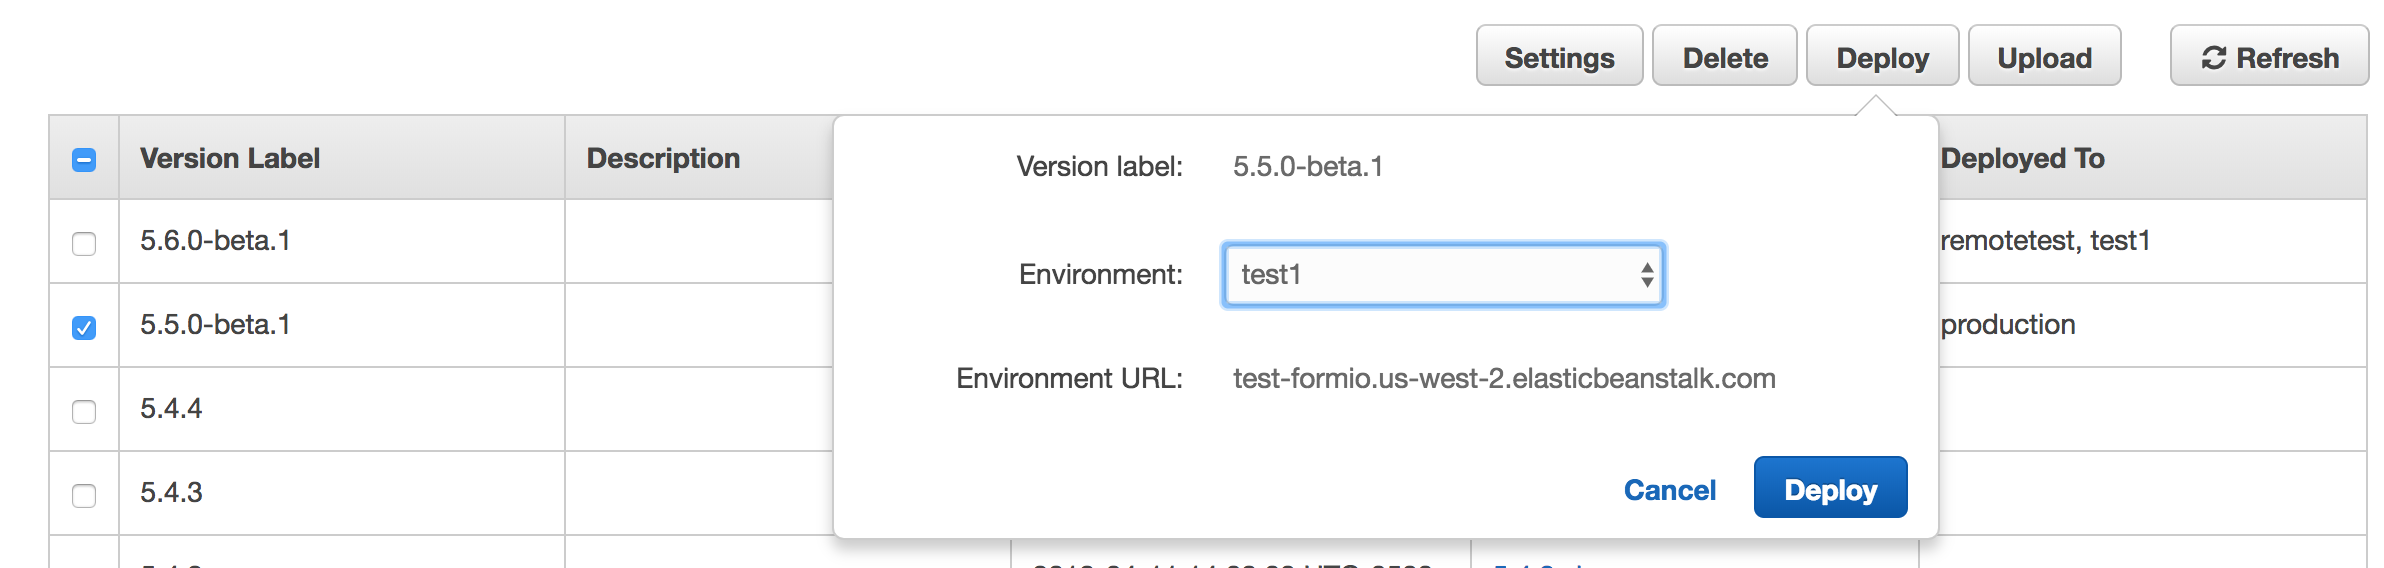 Settings Delete Deploy Upload Refresh
Version Label Description Deployed To
Version label: 5.5.0-beta.1
5.6.0-beta.1 remotetest, test1
Environment: test1
5.5.0-beta.1 production
Environment URL: test-formio.us-west-2.elasticbeanstalk.com
5.4.4
5.4.3
Cancel Deploy